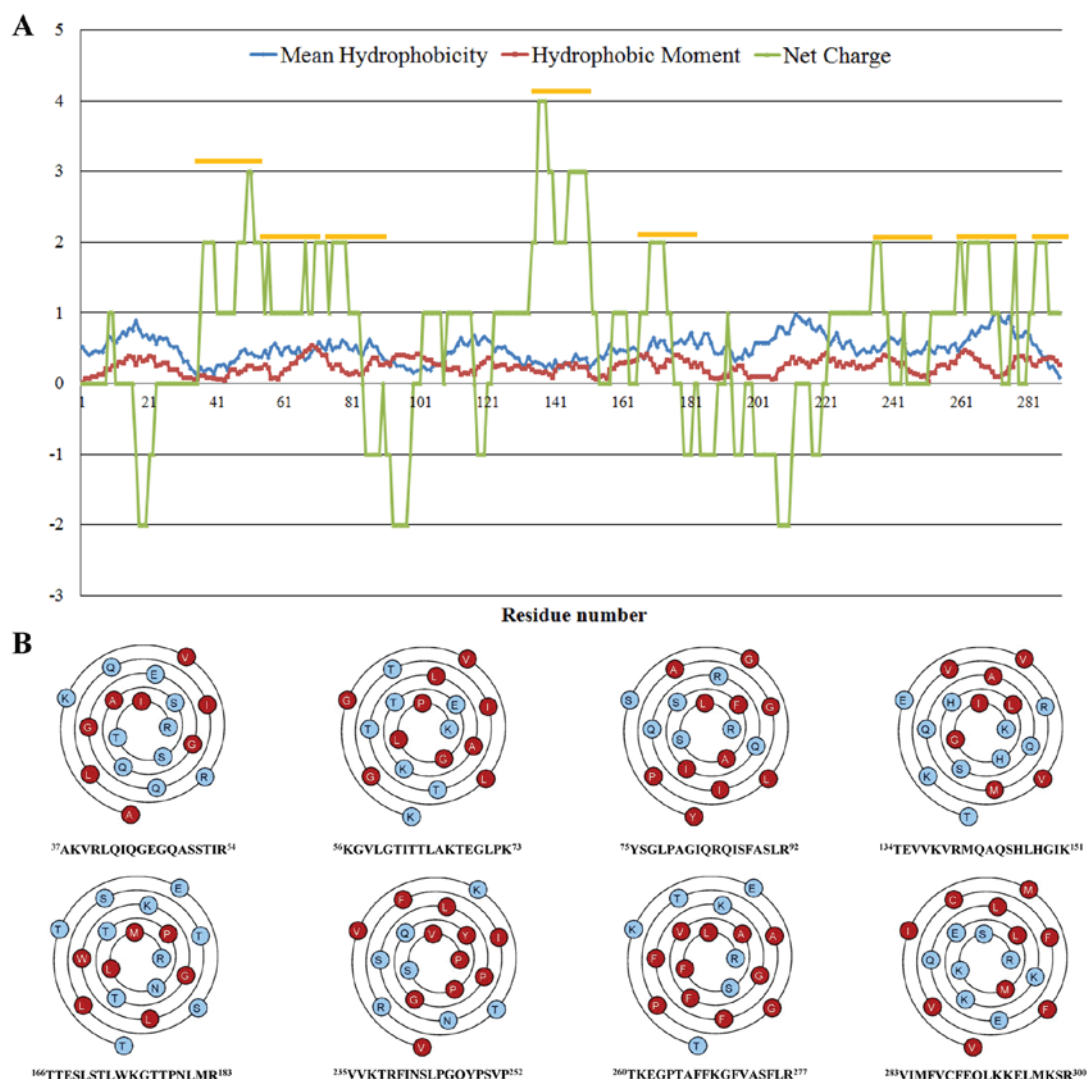 A
5
Mean Hydrophobicity Hydrophobic Moment Net Charge
4
3
2
1
0
1 21 41 61 81 101 121 141 161 181 201 221 241 261 281
-1
-2
-3
Residue number
B
V Q E K A I S I G T R G S L Q Q R A
V T L G T P E I T K L A G K G T L K
G A R S S L F G Q S R Q A I P I L Y
V V A E H I L R Q G K Q H S K M V T
³⁷AKVRLQIQGEGQASSTIR⁵⁴
⁵⁶KGVLGTITTLAKTEGLPK⁷³
⁷⁵YSGLPAGIQRQISFASLR⁹²
¹³⁴TEVVKVRMQAQSHLHGIK¹⁵¹
E S K T T M P T W L R G N T L L S T
K F L V Q V Y I S S P P G R P N T V
E T K K V L A A F F R G S P F F G T
M C L I E S L F Q K R K M V K E F V
¹⁶⁶TTESLSTLWKGTTPNLMR¹⁸³
²³⁵VVKTRFINSLPGQYPSVP²⁵²
²⁶⁰TKEGPTAFFKGFVASFLR²⁷⁷
²⁸³VIMFVCFEQLKKELMKSR³⁰⁰